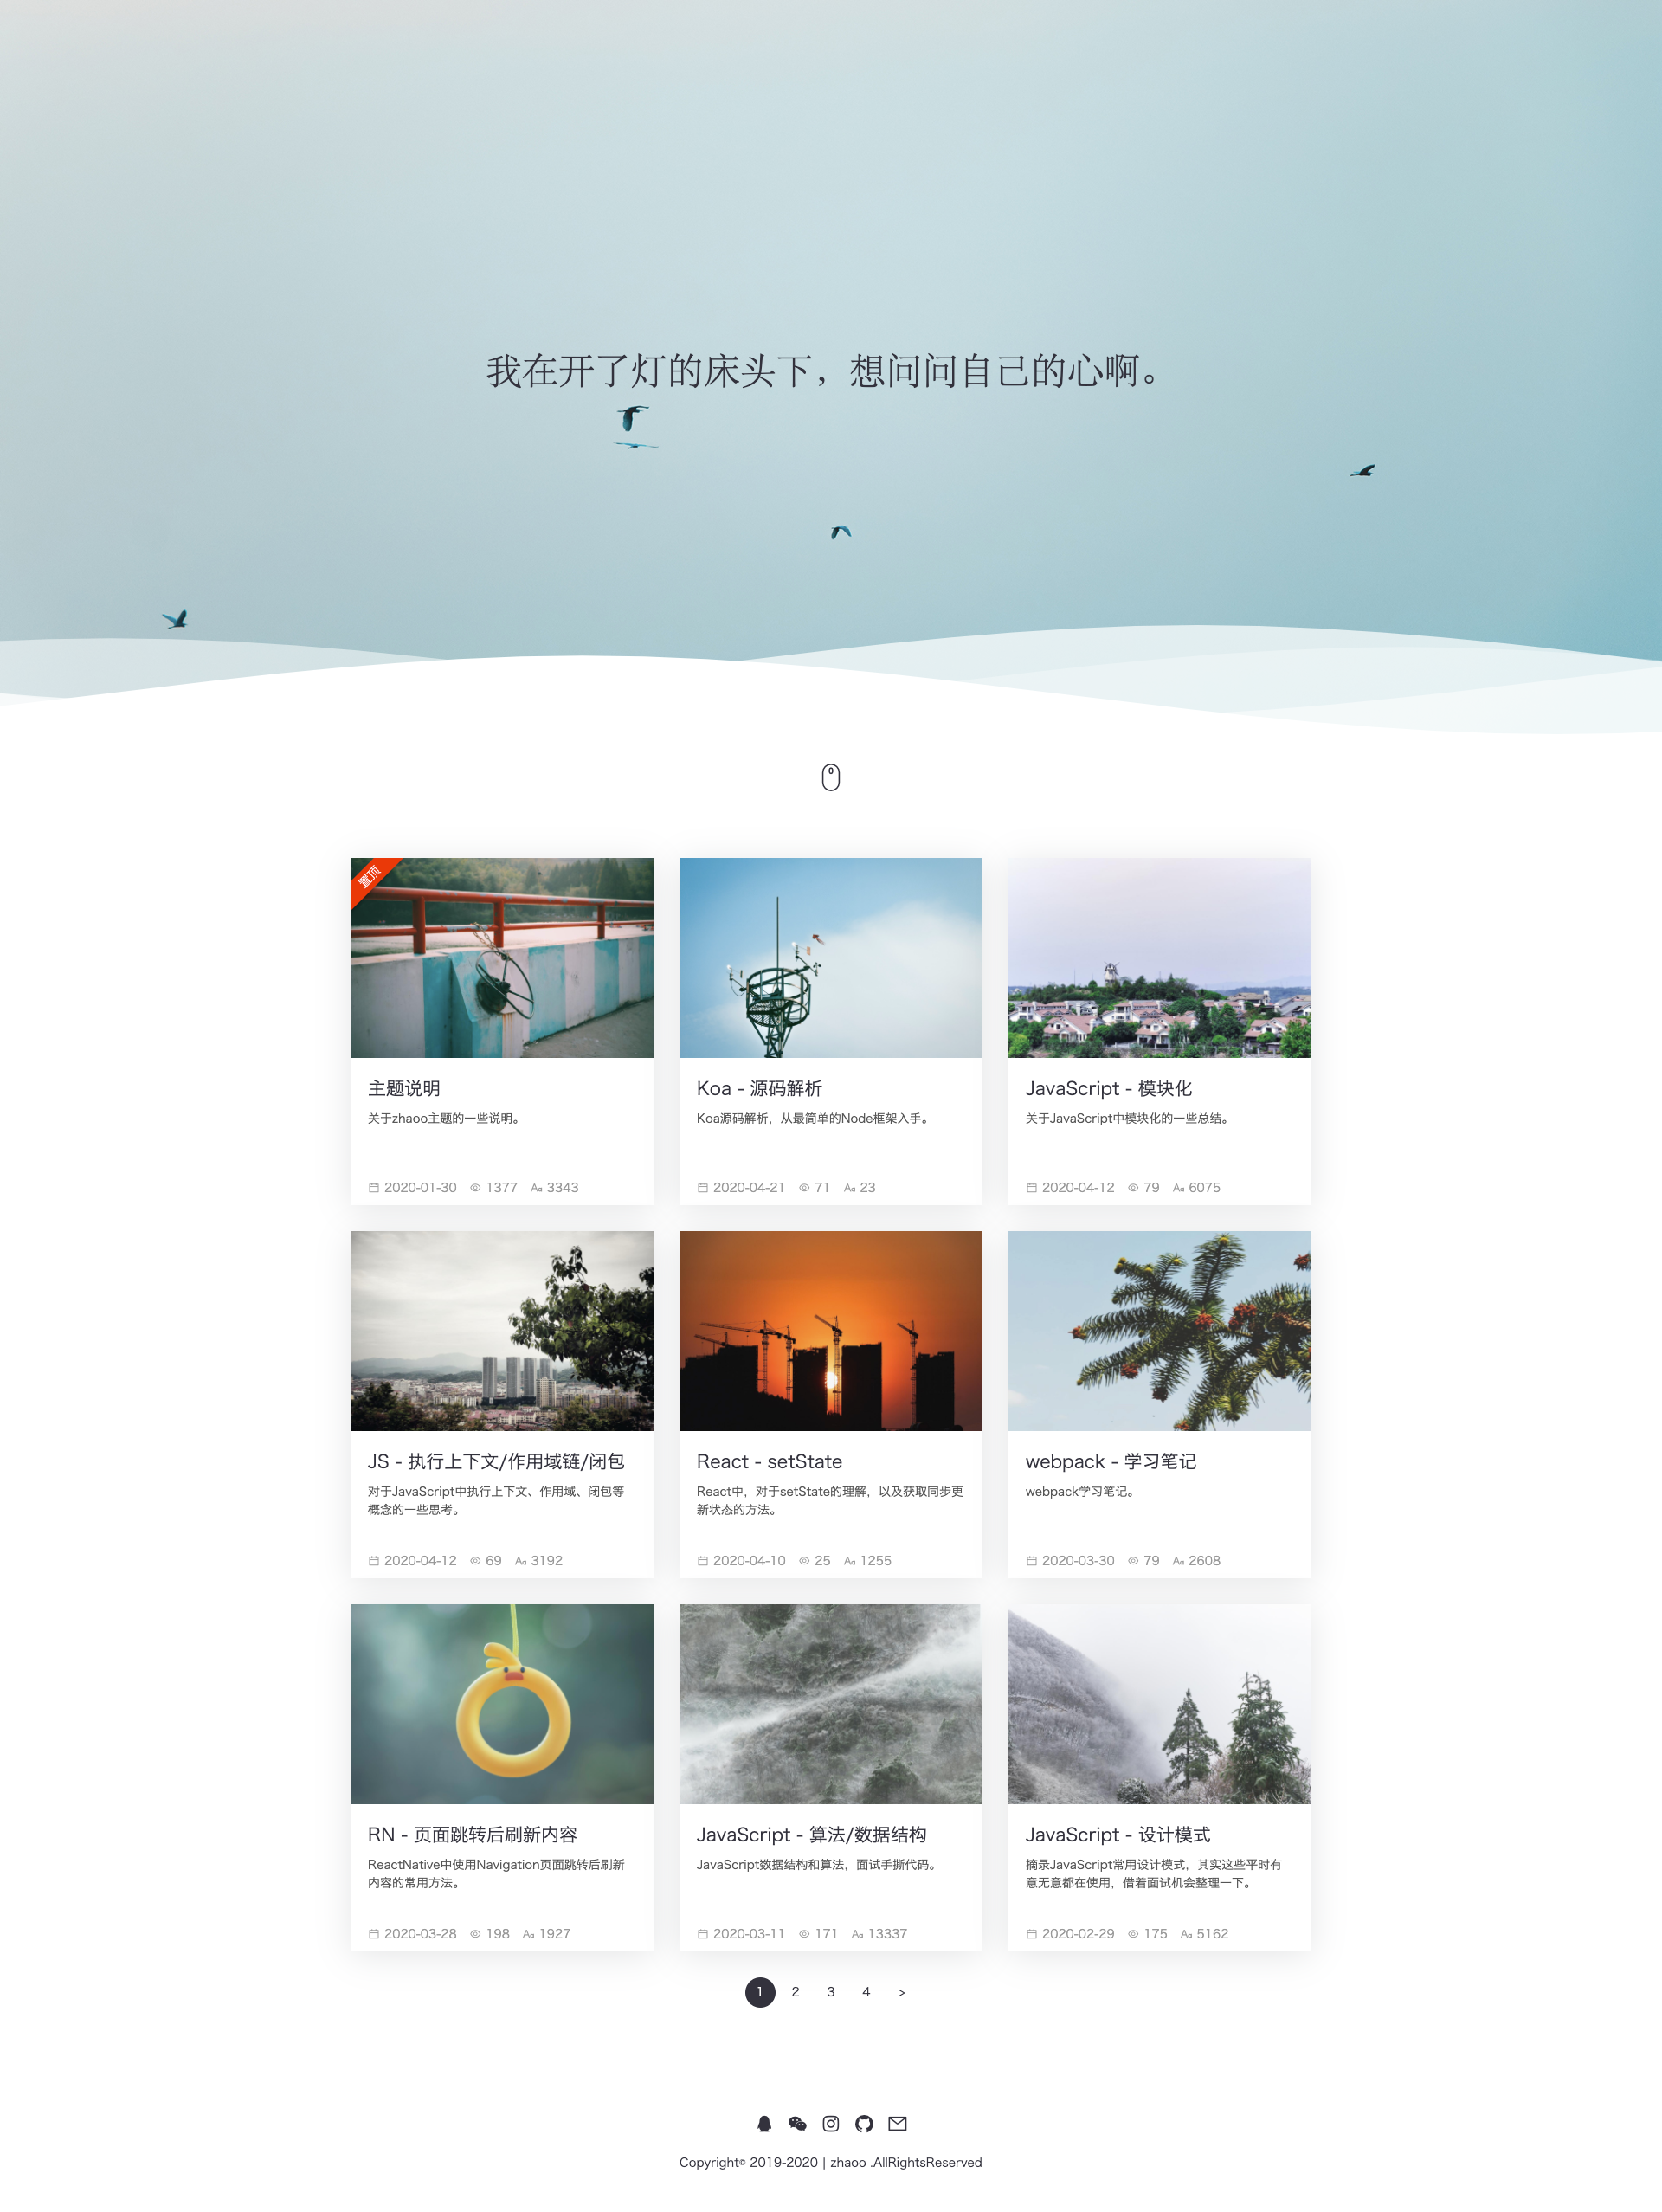 我在开了灯的床头下，想问问自己的心啊。
置顶
主题说明
关于zhaoo主题的一些说明。
2020-01-30 1377 Aa 3343
Koa - 源码解析
Koa源码解析，从最简单的Node框架入手。
2020-04-21 71 Aa 23
JavaScript - 模块化
关于JavaScript中模块化的一些总结。
2020-04-12 79 Aa 6075
JS - 执行上下文/作用域链/闭包
对于JavaScript中执行上下文、作用域、闭包等
概念的一些思考。
2020-04-12 69 Aa 3192
React - setState
React中，对于setState的理解，以及获取同步更
新状态的方法。
2020-04-10 25 Aa 1255
webpack - 学习笔记
webpack学习笔记。
2020-03-30 79 Aa 2608
RN - 页面跳转后刷新内容
ReactNative中使用Navigation页面跳转后刷新
内容的常用方法。
2020-03-28 198 Aa 1927
JavaScript - 算法/数据结构
JavaScript数据结构和算法，面试手撕代码。
2020-03-11 171 Aa 13337
JavaScript - 设计模式
摘录JavaScript常用设计模式，其实这些平时有
意无意都在使用，借着面试机会整理一下。
2020-02-29 175 Aa 5162
1 2 3 4 >
Copyright© 2019-2020 | zhaoo .AllRightsReserved